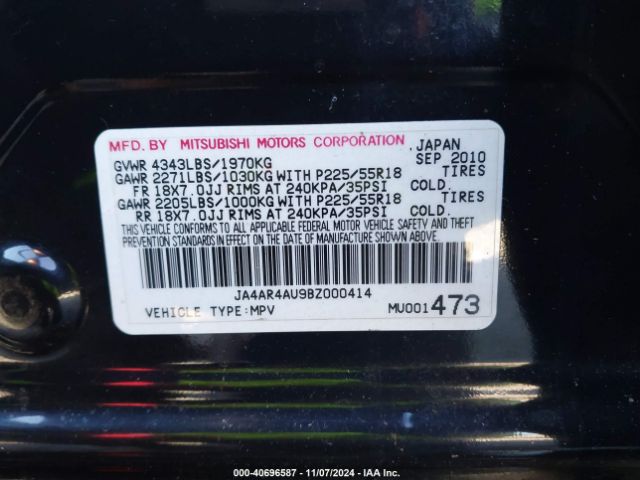 MFD. BY MITSUBISHI MOTORS CORPORATION, JAPAN
GVWR 4343LBS/1970KG SEP 2010
GAWR 2271LBS/1030KG WITH P225/55R18 TIRES
FR 18X7.0JJ RIMS AT 240KPA/35PSI COLD.
GAWR 2205LBS/1000KG WITH P225/55R18 TIRES
RR 18X7.0JJ RIMS AT 240KPA/35PSI COLD.
THIS VEHICLE CONFORMS TO ALL APPLICABLE FEDERAL MOTOR VEHICLE SAFETY AND THEFT
PREVENTION STANDARDS IN EFFECT ON THE DATE OF MANUFACTURE SHOWN ABOVE.
JA4AR4AU9BZ000414
VEHICLE TYPE:MPV MU001473
000-40696587 - 11/07/2024 - IAA Inc.